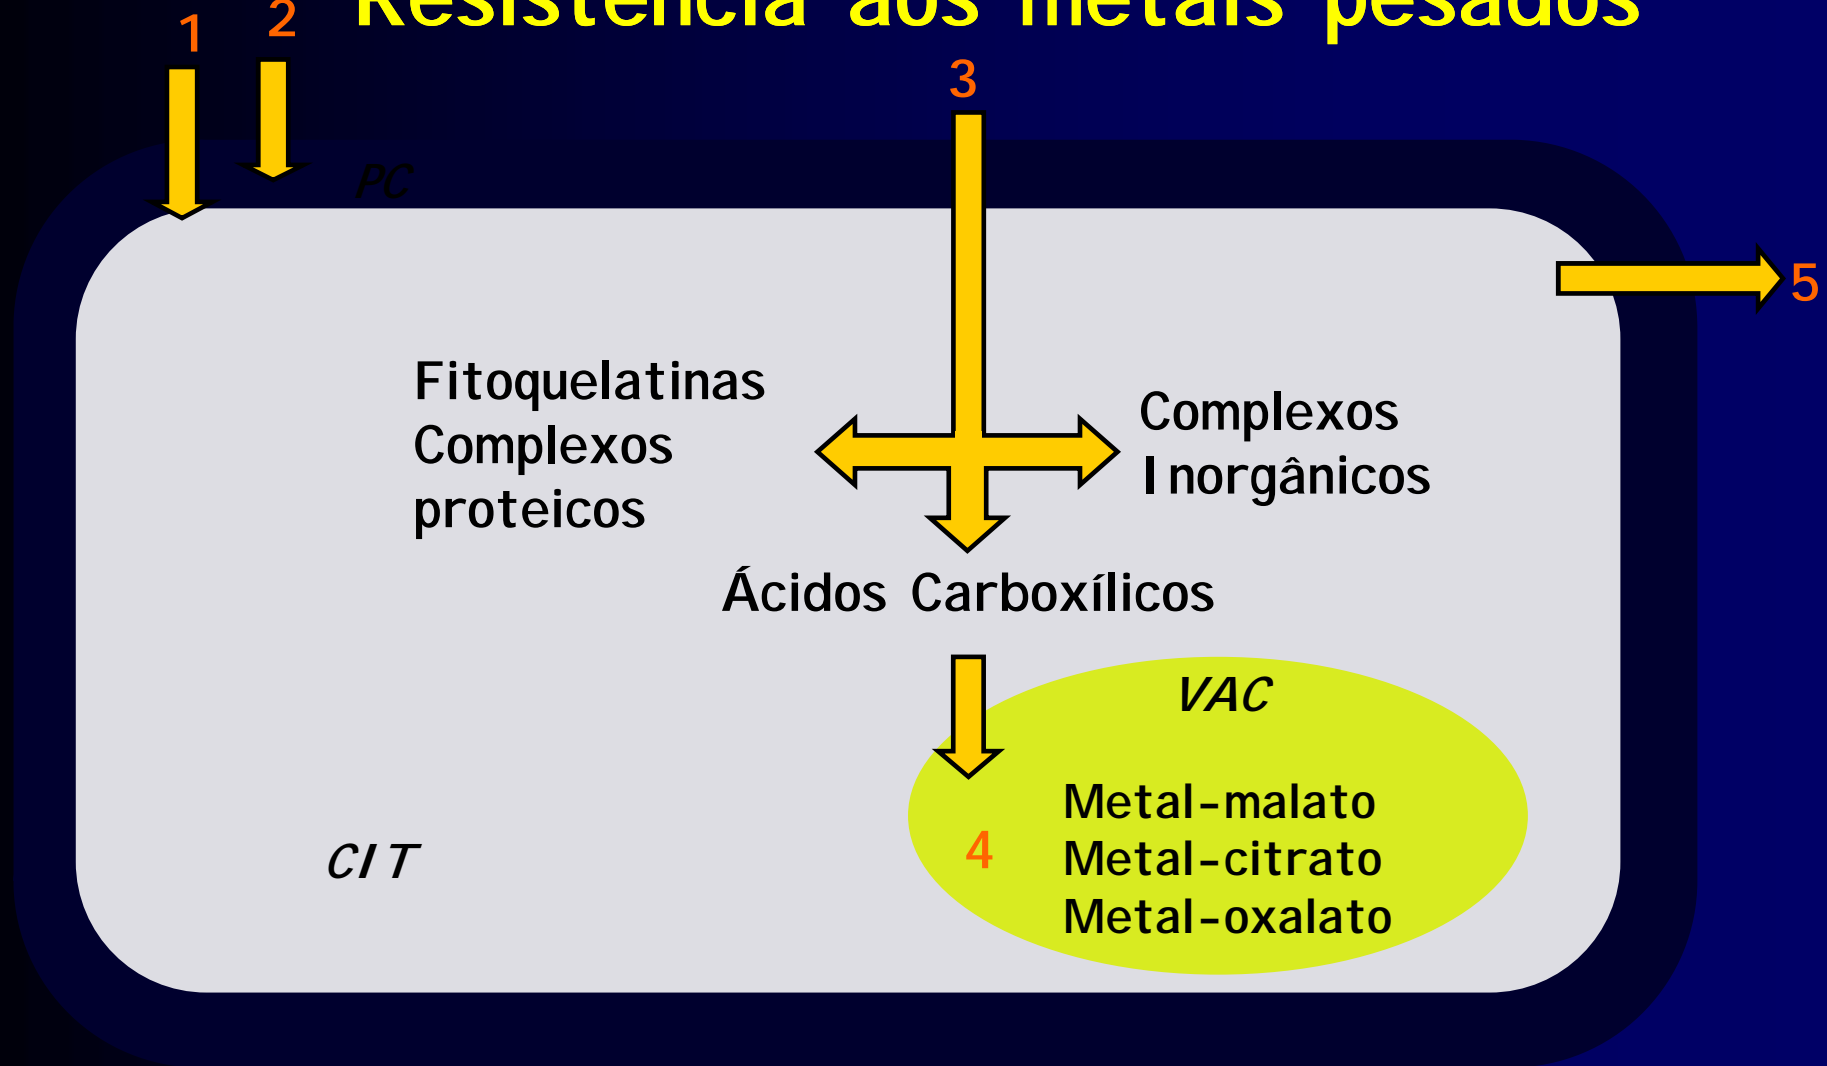 Resistência aos metais pesados
1
2
3
PC
5
Fitoquelatinas
Complexos
proteicos
Complexos
Inorgânicos
Ácidos Carboxílicos
VAC
Metal-malato
Metal-citrato
Metal-oxalato
4
CIT